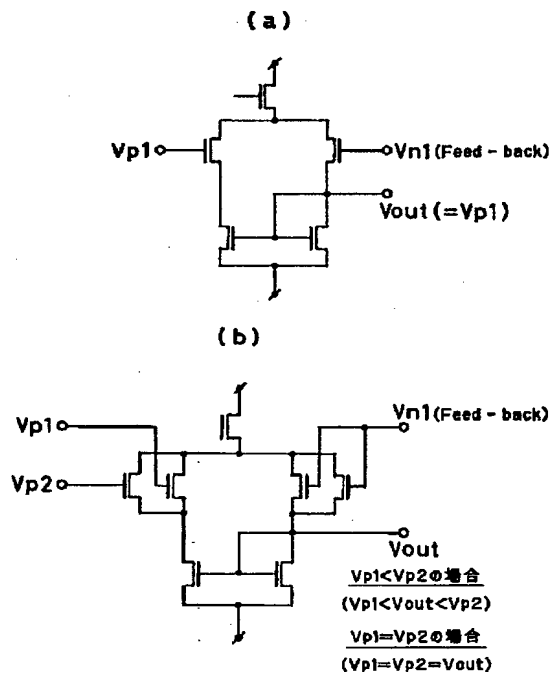 (a)
Vp1
Vn1(Feed-back)
Vout(=Vp1)
(b)
Vp1
Vn1(Feed-back)
Vp2
Vout
Vp1<Vp2の場合
(Vp1<Vout<Vp2)
Vp1=Vp2の場合
(Vp1=Vp2=Vout)